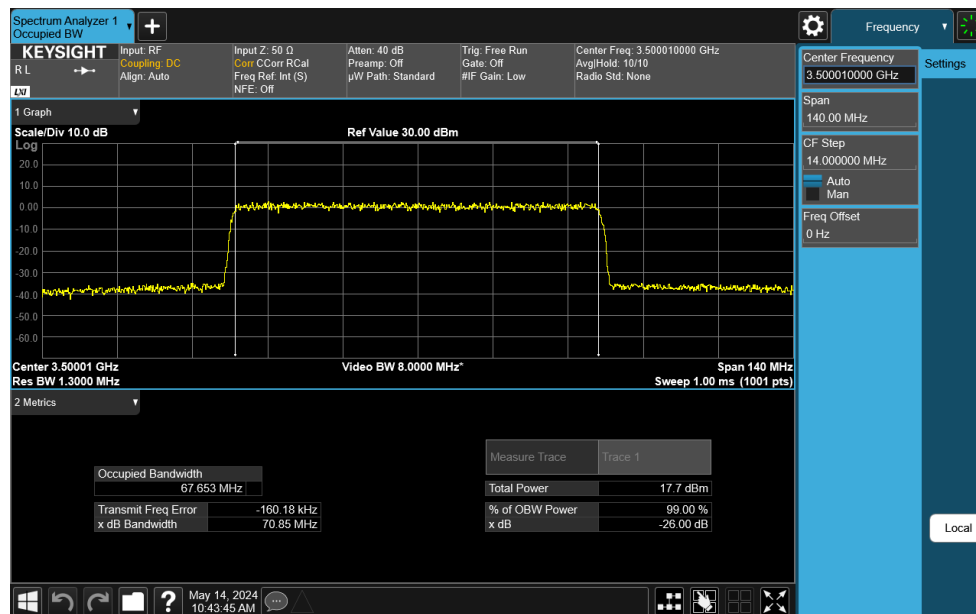 Spectrum Analyzer 1
Occupied BW
+
Frequency
KEYSIGHT
R L
LXI
Input: RF
Coupling: DC
Align: Auto
Input Z: 50 Ω
Corr CCorr RCal
Freq Ref: Int (S)
NFE: Off
Atten: 40 dB
Preamp: Off
µW Path: Standard
Trig: Free Run
Gate: Off
#IF Gain: Low
Center Freq: 3.500010000 GHz
Avg|Hold: 10/10
Radio Std: None
Center Frequency
3.500010000 GHz
Settings
Span
140.00 MHz
CF Step
14.000000 MHz
Auto
Man
Freq Offset
0 Hz
Local
1 Graph
Scale/Div 10.0 dB
Ref Value 30.00 dBm
Log
20.0
10.0
0.00
-10.0
-20.0
-30.0
-40.0
-50.0
-60.0
Center 3.50001 GHz
Video BW 8.0000 MHz*
Span 140 MHz
Res BW 1.3000 MHz
Sweep 1.00 ms (1001 pts)
2 Metrics
Measure Trace Trace 1
Occupied Bandwidth
67.653 MHz
Total Power 17.7 dBm
Transmit Freq Error -160.18 kHz
% of OBW Power 99.00 %
x dB Bandwidth 70.85 MHz
x dB -26.00 dB
?
May 14, 2024
10:43:45 AM